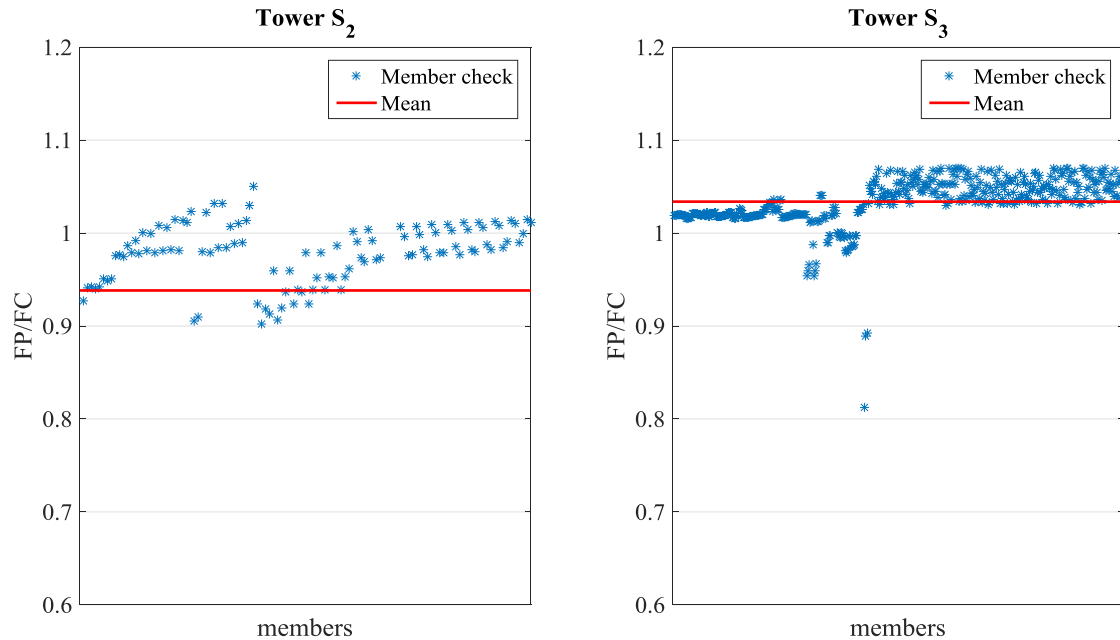 Tower S2
1.2
1.1
1
0.9
0.8
0.7
0.6
FP/FC
members
Member check
Mean
Tower S3
1.2
1.1
1
0.9
0.8
0.7
0.6
FP/FC
members
Member check
Mean